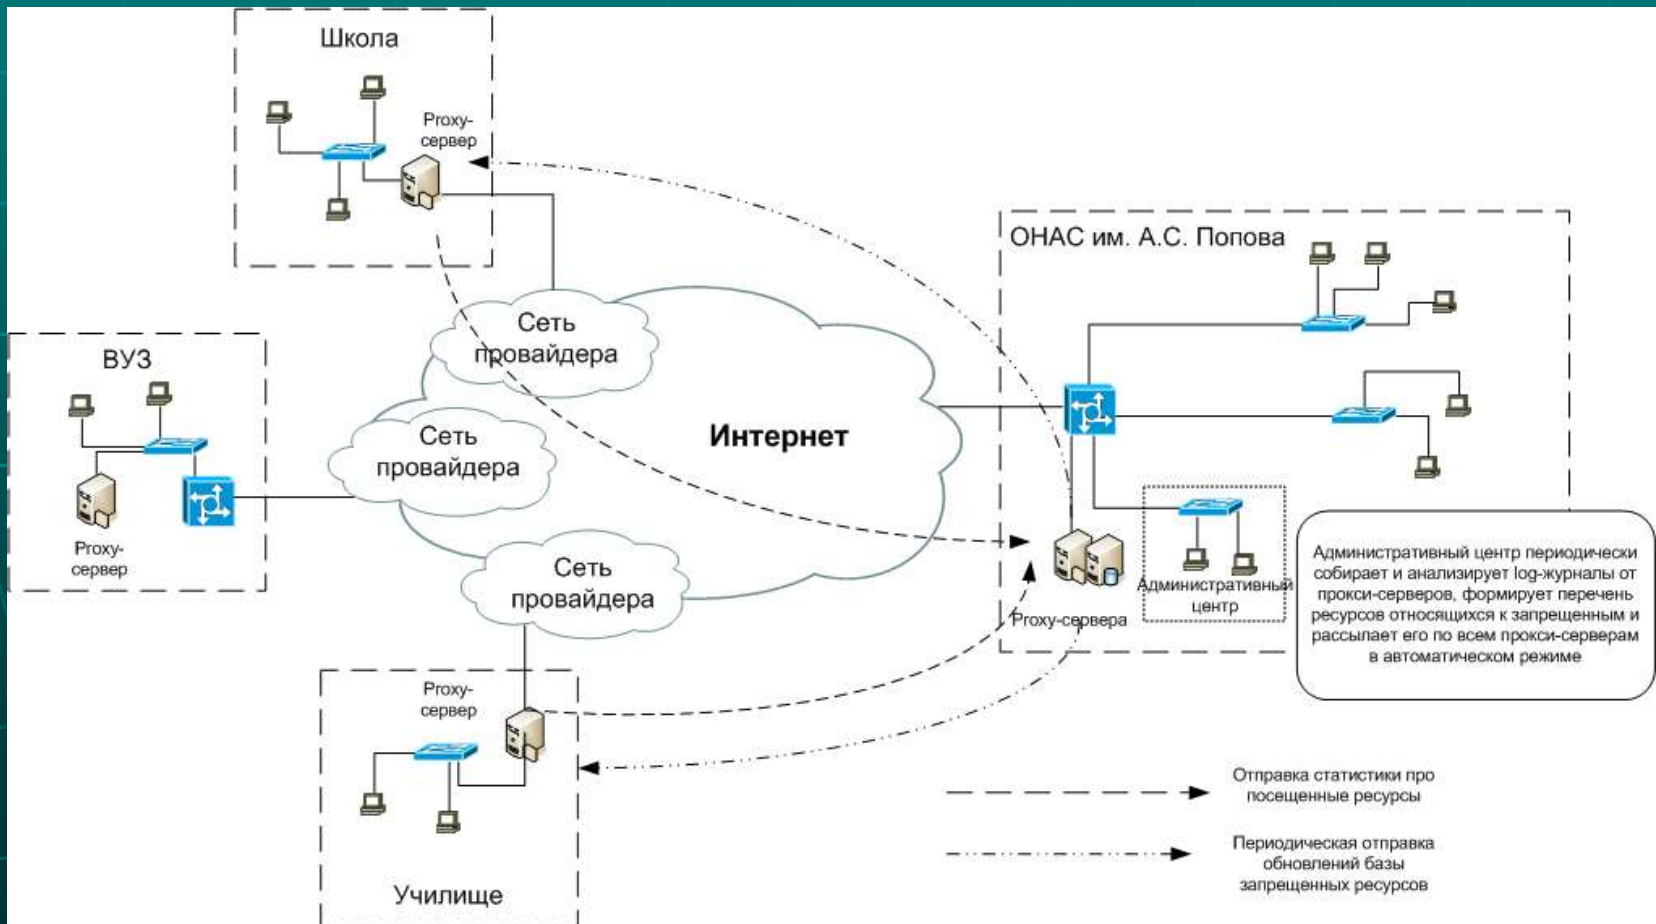 Школа
Proxy-
сервер
ОНАС им. А.С. Попова
Сеть
провайдера
ВУЗ
Сеть
провайдера
Интернет
Proxy-
сервер
Сеть
провайдера
Proxy-сервера
Административный
центр
Административный центр периодически
собирает и анализирует log-журналы от
прокси-серверов, формирует перечень
ресурсов относящихся к запрещенным и
рассылает его по всем прокси-серверам
в автоматическом режиме
Proxy-
сервер
Училище
Отправка статистики про
посещенные ресурсы
Периодическая отправка
обновлений базы
запрещенных ресурсов